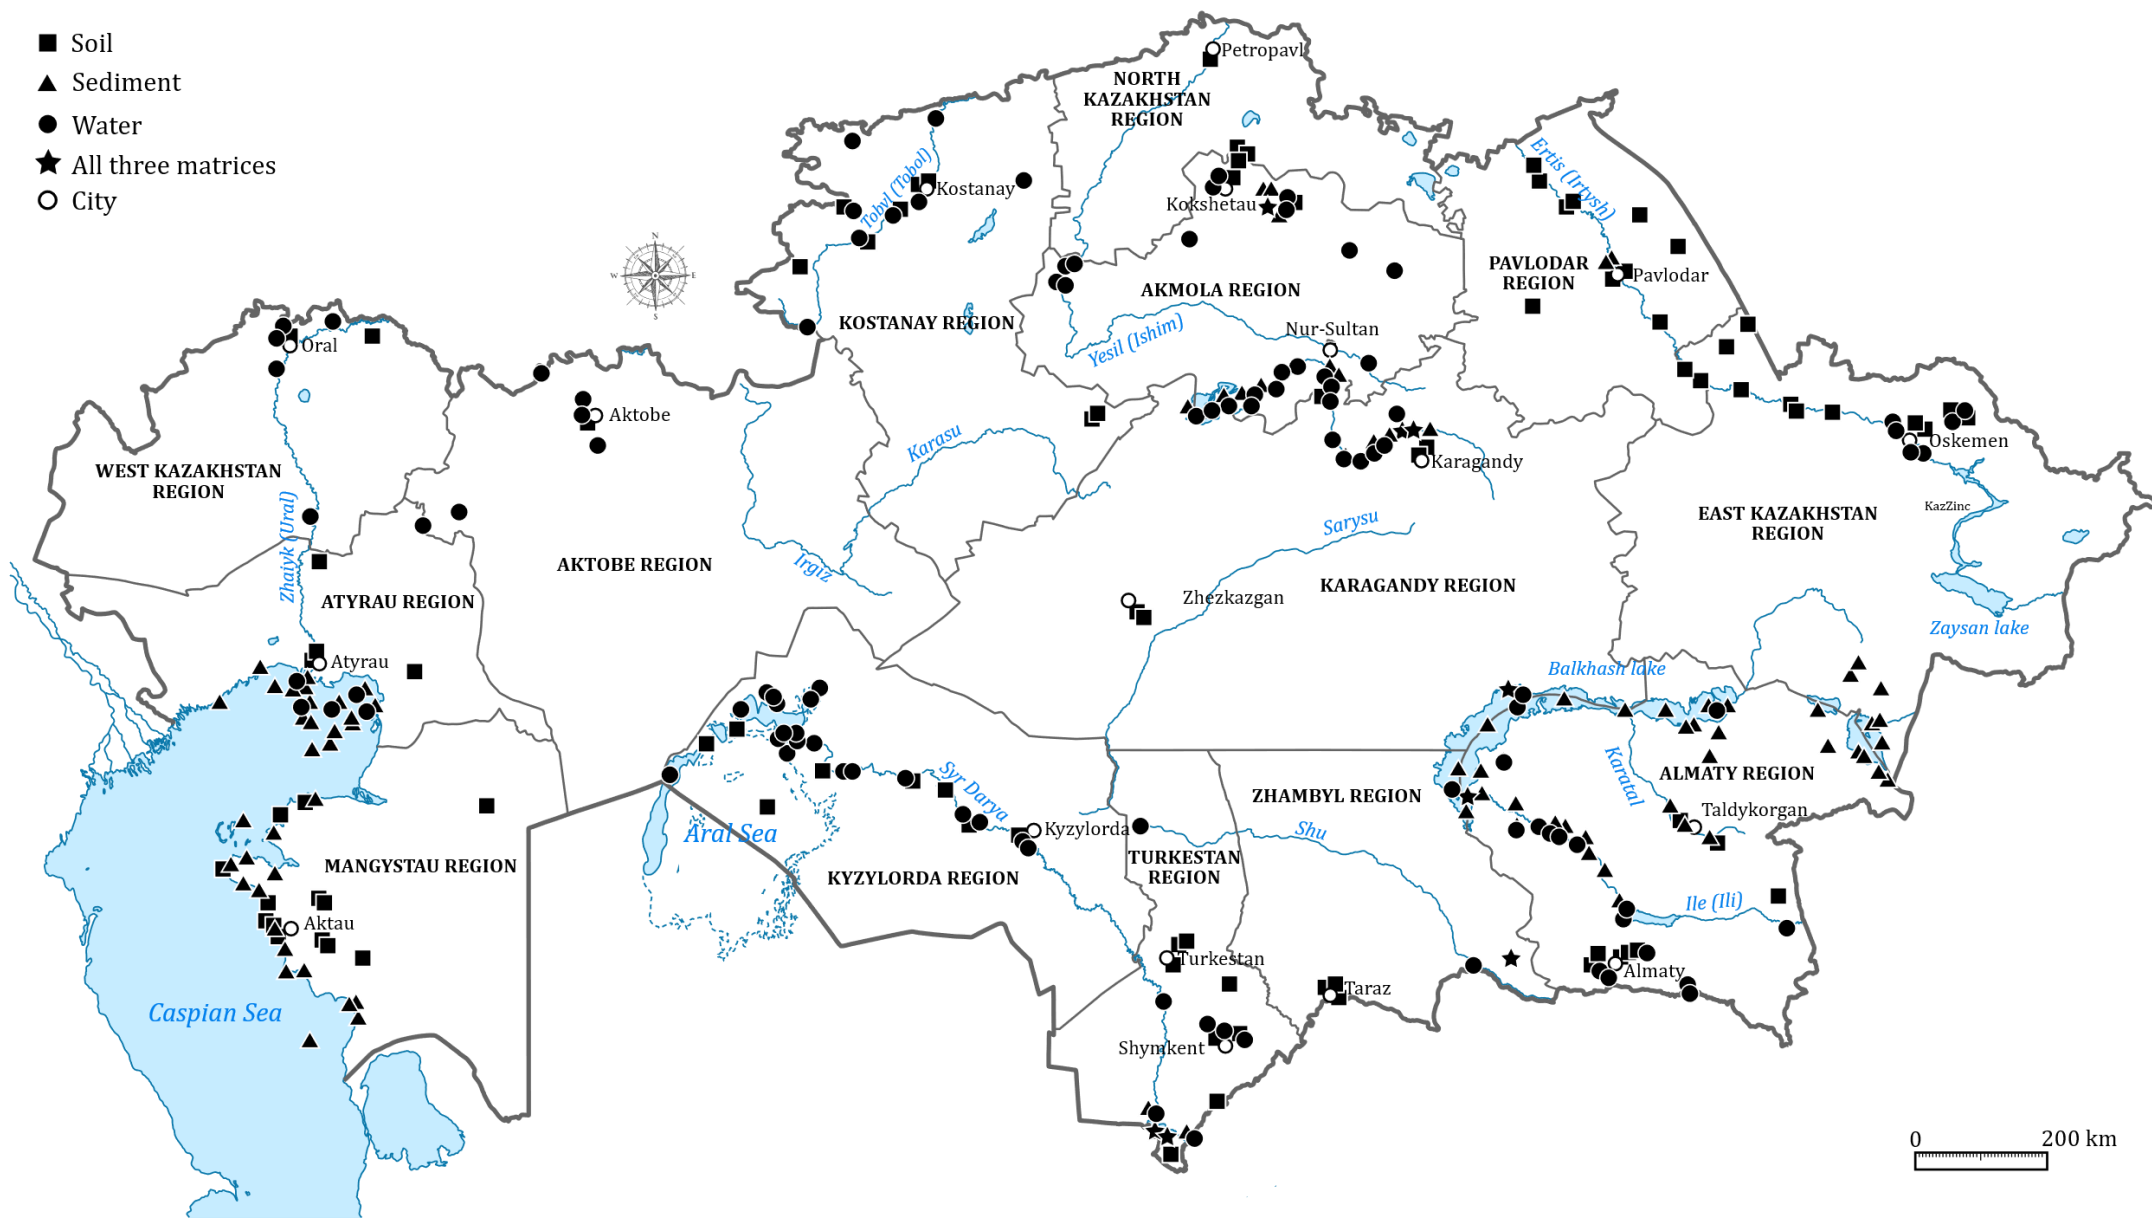 Soil
Sediment
Water
All three matrices
City
N
W
E
S
Petropavl
NORTH
KAZAKHSTAN
REGION
Tobyl (Tobol)
Kostanay
Kokshetau
Ertis (Irtysh)
PAVLODAR
REGION
Pavlodar
AKMOLA REGION
KOSTANAY REGION
Yesil (Ishim)
Nur-Sultan
Oral
Aktobe
Karasu
Karagandy
Oskemen
WEST KAZAKHSTAN
REGION
KazZinc
EAST KAZAKHSTAN
REGION
Zhaiyk (Ural)
Sarysu
AKTOBE REGION
Irgiz
KARAGANDY REGION
ATYRAU REGION
Zhezkazgan
Zaysan lake
Atyrau
Balkhash lake
Karatal
ALMATY REGION
Syr Darya
ZHAMBYL REGION
Taldykorgan
Aral Sea
Kyzylorda
Shu
TURKESTAN
REGION
MANGYSTAU REGION
KYZYLORDA REGION
Ile (Ili)
Aktau
Turkestan
Almaty
Taraz
Caspian Sea
Shymkent
0
200 km